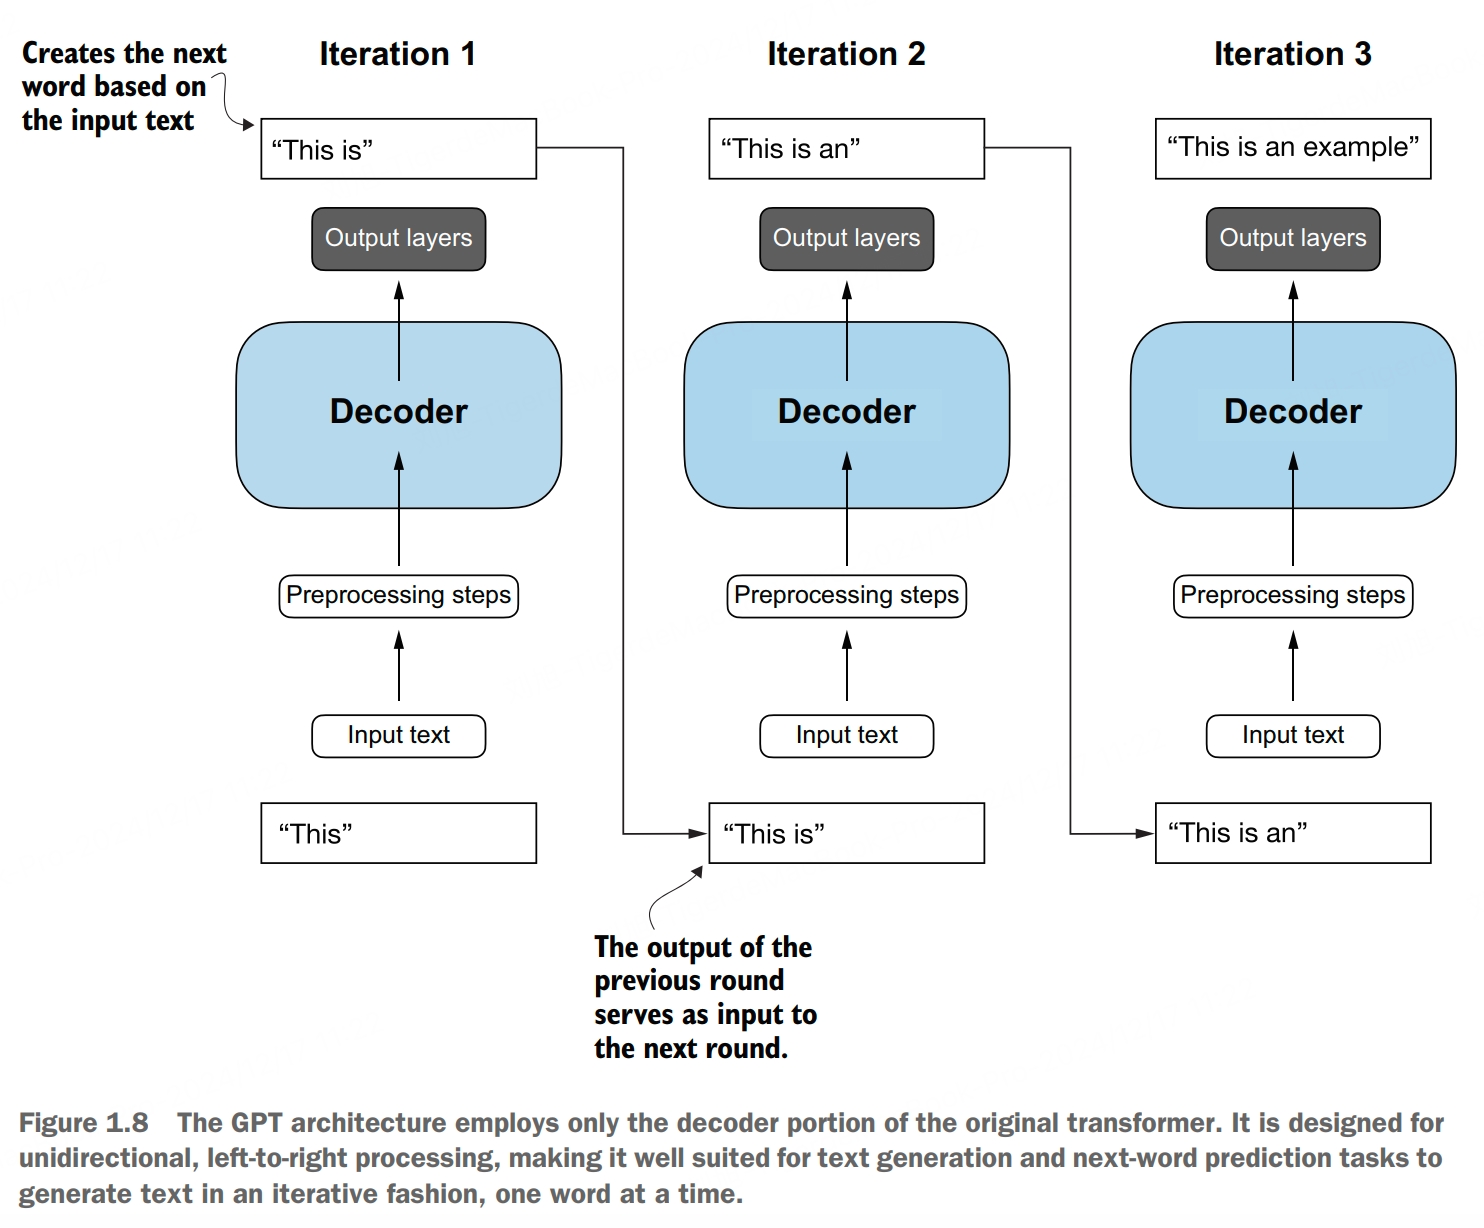 Creates the next
word based on
the input text
Iteration 1
“This is”
Output layers
Decoder
Preprocessing steps
Input text
“This”
Iteration 2
“This is an”
Output layers
Decoder
Preprocessing steps
Input text
“This is”
The output of the
previous round
serves as input to
the next round.
Iteration 3
“This is an example”
Output layers
Decoder
Preprocessing steps
Input text
“This is an”
Figure 1.8 The GPT architecture employs only the decoder portion of the original transformer. It is designed for
unidirectional, left-to-right processing, making it well suited for text generation and next-word prediction tasks to
generate text in an iterative fashion, one word at a time.